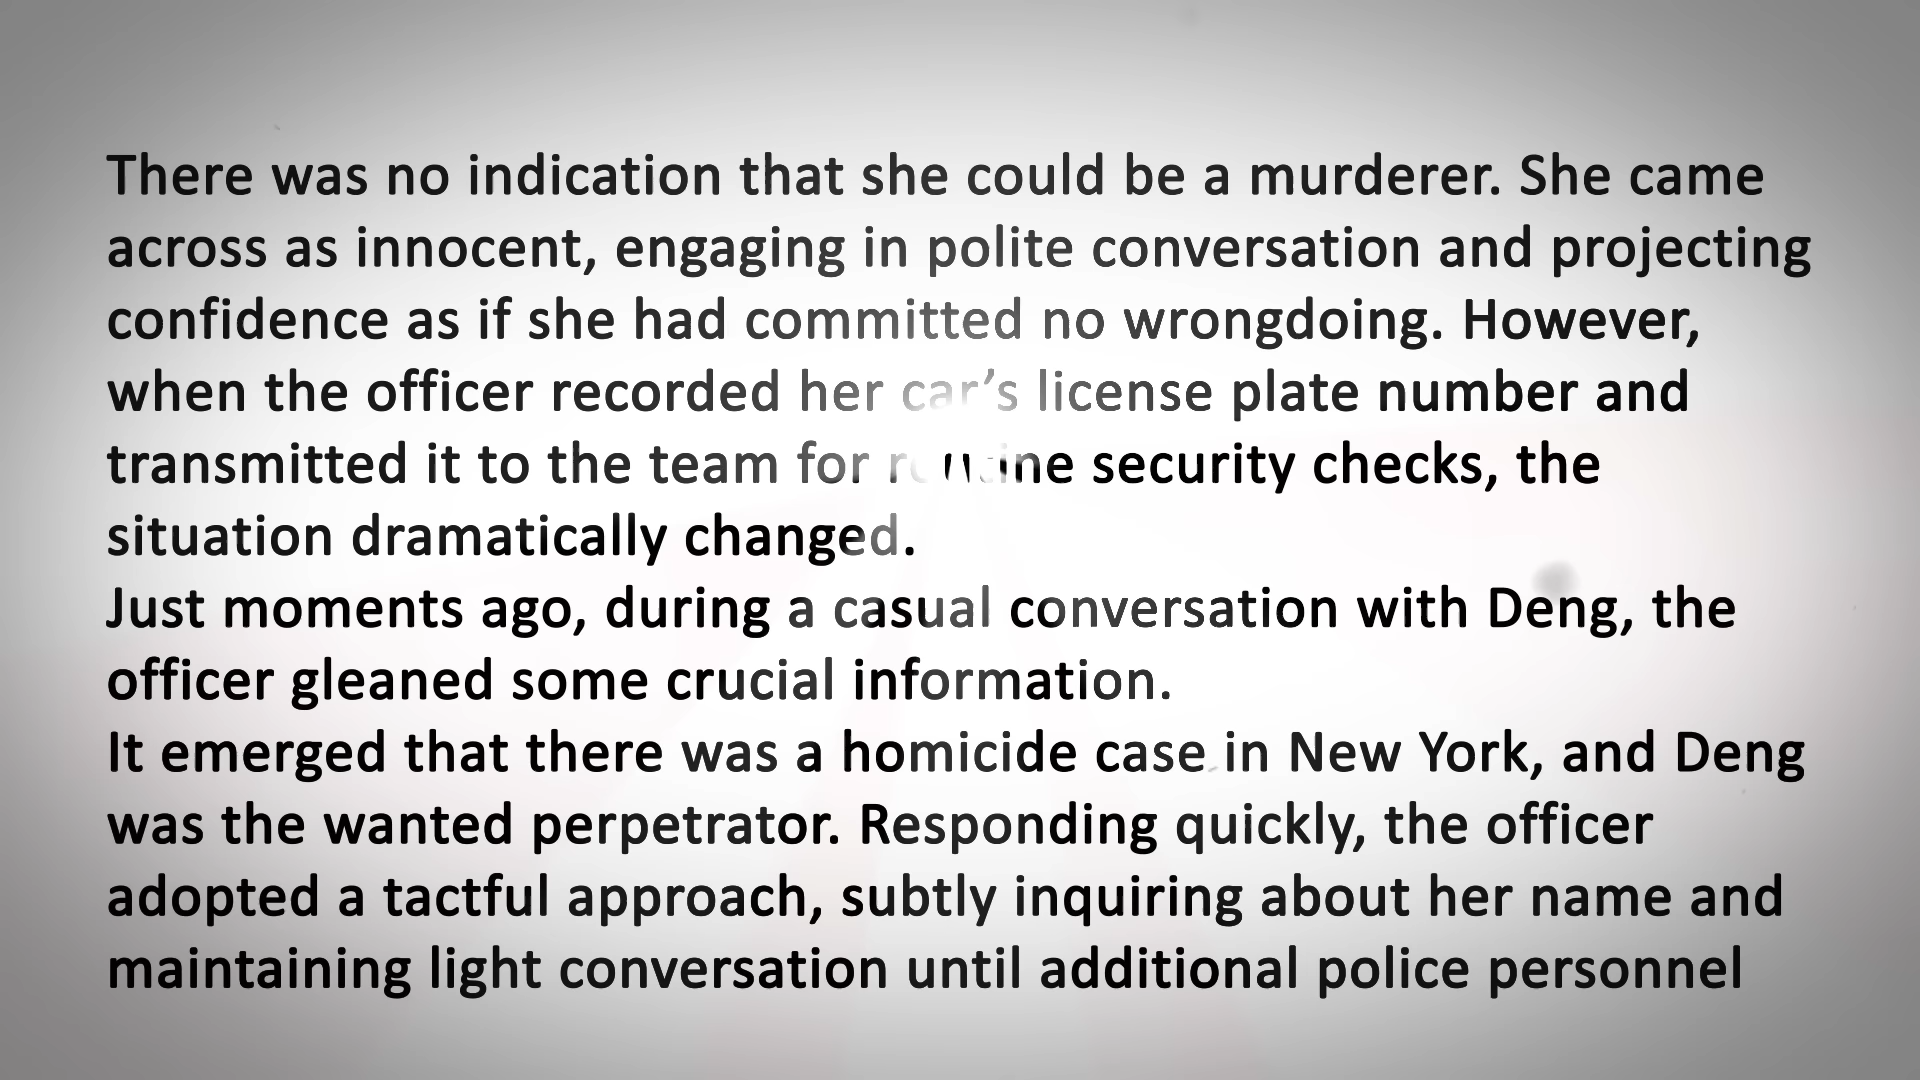 There was no indication that she could be a murderer. She came
across as innocent, engaging in polite conversation and projecting
confidence as if she had committed no wrongdoing. However,
when the officer recorded her car’s license plate number and
transmitted it to the team for routine security checks, the
situation dramatically changed.
Just moments ago, during a casual conversation with Deng, the
officer gleaned some crucial information.
It emerged that there was a homicide case in New York, and Deng
was the wanted perpetrator. Responding quickly, the officer
adopted a tactful approach, subtly inquiring about her name and
maintaining light conversation until additional police personnel